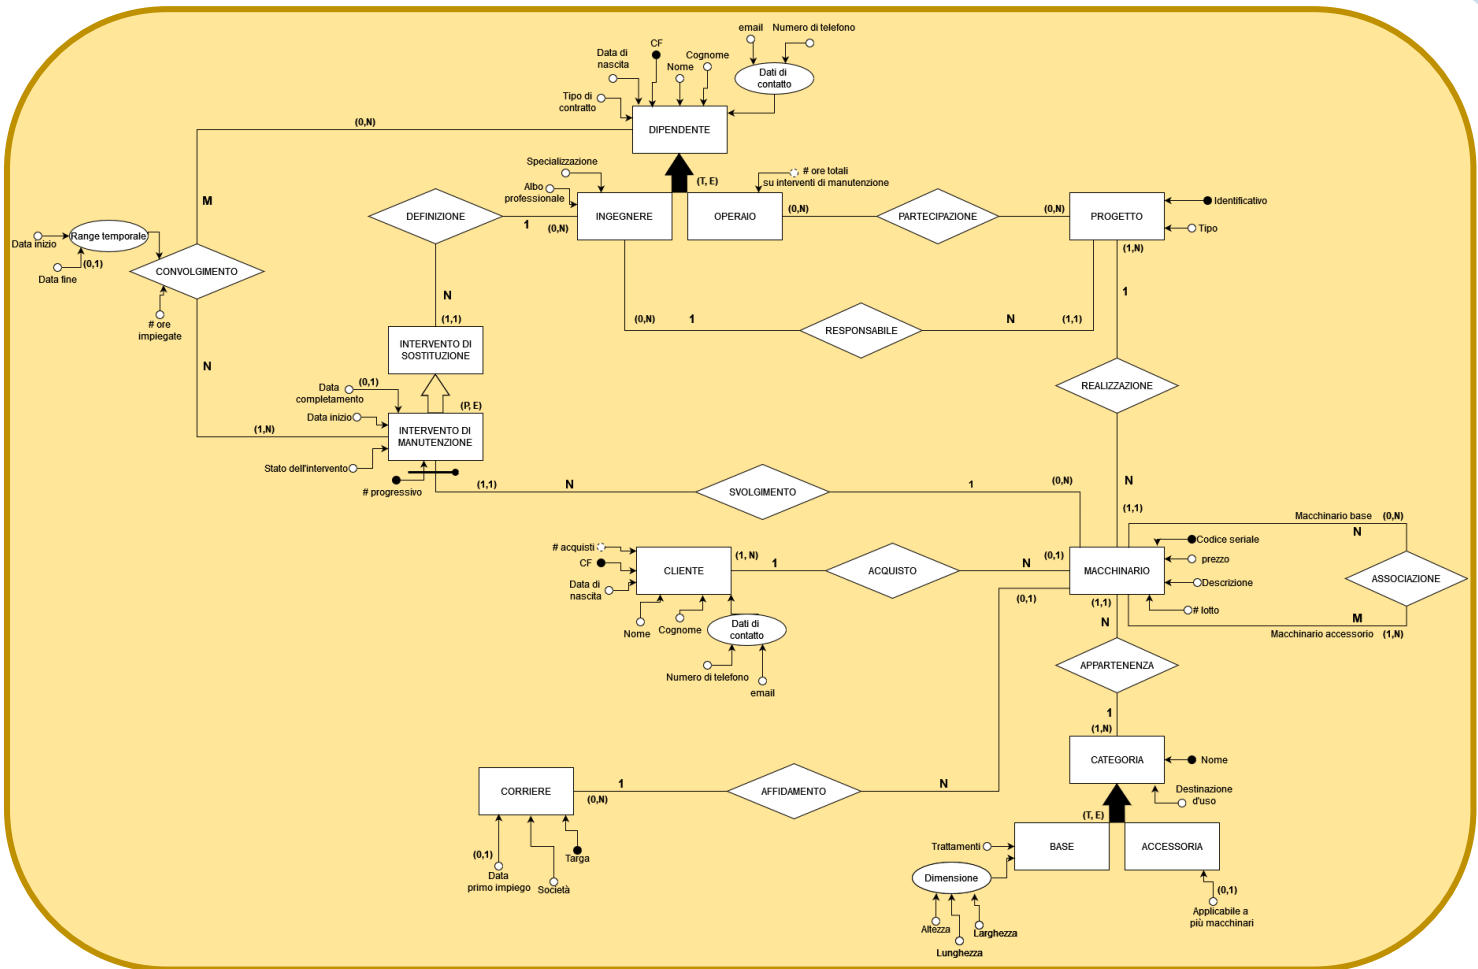 email
Numero di telefono
CF
Cognome
Data di
nascita
Nome
Dati di
contatto
Tipo di
contratto
(0,N)
DIPENDENTE
Specializzazione
(T, E)
# ore totali
su interventi di manutenzione
Albo
professionale
M
DEFINIZIONE
1
INGEGNERE
(0,N)
OPERAIO
(0,N)
PARTECIPAZIONE
(0,N)
PROGETTO
Identificativo
Tipo
(1,N)
Range temporale
Data inizio
(0,1)
Data fine
CONVOLGIMENTO
# ore
impiegate
N
1
(1,1)
(0,N)
1
RESPONSABILE
N
(1,1)
INTERVENTO DI
SOSTITUZIONE
N
REALIZZAZIONE
Data
completamento
(0,1)
(P, E)
Data inizio
INTERVENTO DI
MANUTENZIONE
(1,N)
Stato dell'intervento
# progressivo
(1,1)
N
SVOLGIMENTO
1
(0,N)
N
(1,1)
Macchinario base
(0,N)
N
Codice seriale
# acquisti
CF
Data di
nascita
CLIENTE
(1, N)
1
ACQUISTO
N
(0,1)
MACCHINARIO
prezzo
Descrizione
ASSOCIAZIONE
(0,1)
(1,1)
# lotto
M
Nome
Cognome
Dati di
contatto
N
Macchinario accessorio
(1,N)
Numero di telefono
email
APPARTENENZA
1
(1,N)
CATEGORIA
Nome
CORRIERE
1
(0,N)
AFFIDAMENTO
N
Destinazione
d'uso
(T, E)
Trattamenti
BASE
ACCESSORIA
(0,1)
Data
primo impiego
Società
Targa
Dimensione
(0,1)
Applicabile a
più macchinari
Altezza
Lunghezza
Larghezza